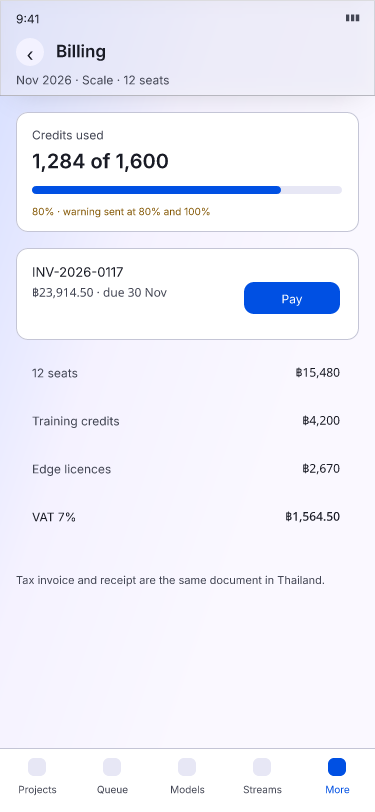 9:41
Billing
Nov 2026 · Scale · 12 seats
Credits used
1,284 of 1,600
80% · warning sent at 80% and 100%
INV-2026-0117
฿23,914.50 · due 30 Nov
Pay
12 seats ฿15,480
Training credits ฿4,200
Edge licences ฿2,670
VAT 7% ฿1,564.50
Tax invoice and receipt are the same document in Thailand.
Projects Queue Models Streams More